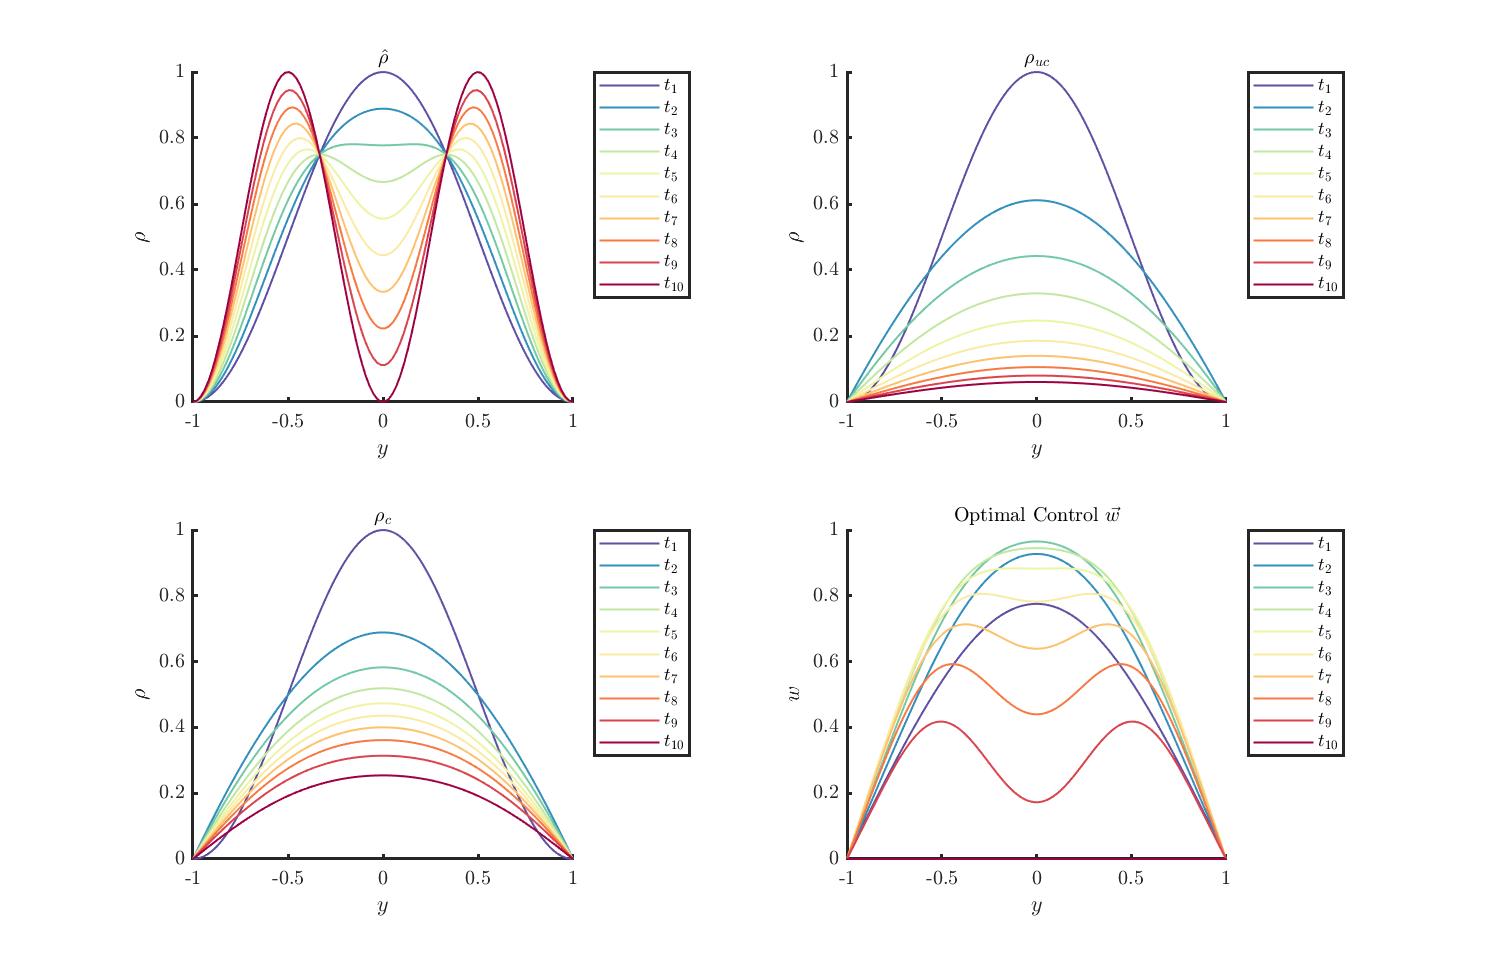 ρ̂
1
0.8
0.6
0.4
0.2
0
ρ
-1 -0.5 0 0.5 1
y
t₁
t₂
t₃
t₄
t₅
t₆
t₇
t₈
t₉
t₁₀
ρ_uc
1
0.8
0.6
0.4
0.2
0
ρ
-1 -0.5 0 0.5 1
y
t₁
t₂
t₃
t₄
t₅
t₆
t₇
t₈
t₉
t₁₀
ρ_c
1
0.8
0.6
0.4
0.2
0
ρ
-1 -0.5 0 0.5 1
y
t₁
t₂
t₃
t₄
t₅
t₆
t₇
t₈
t₉
t₁₀
Optimal Control w⃗
1
0.8
0.6
0.4
0.2
0
w
-1 -0.5 0 0.5 1
y
t₁
t₂
t₃
t₄
t₅
t₆
t₇
t₈
t₉
t₁₀